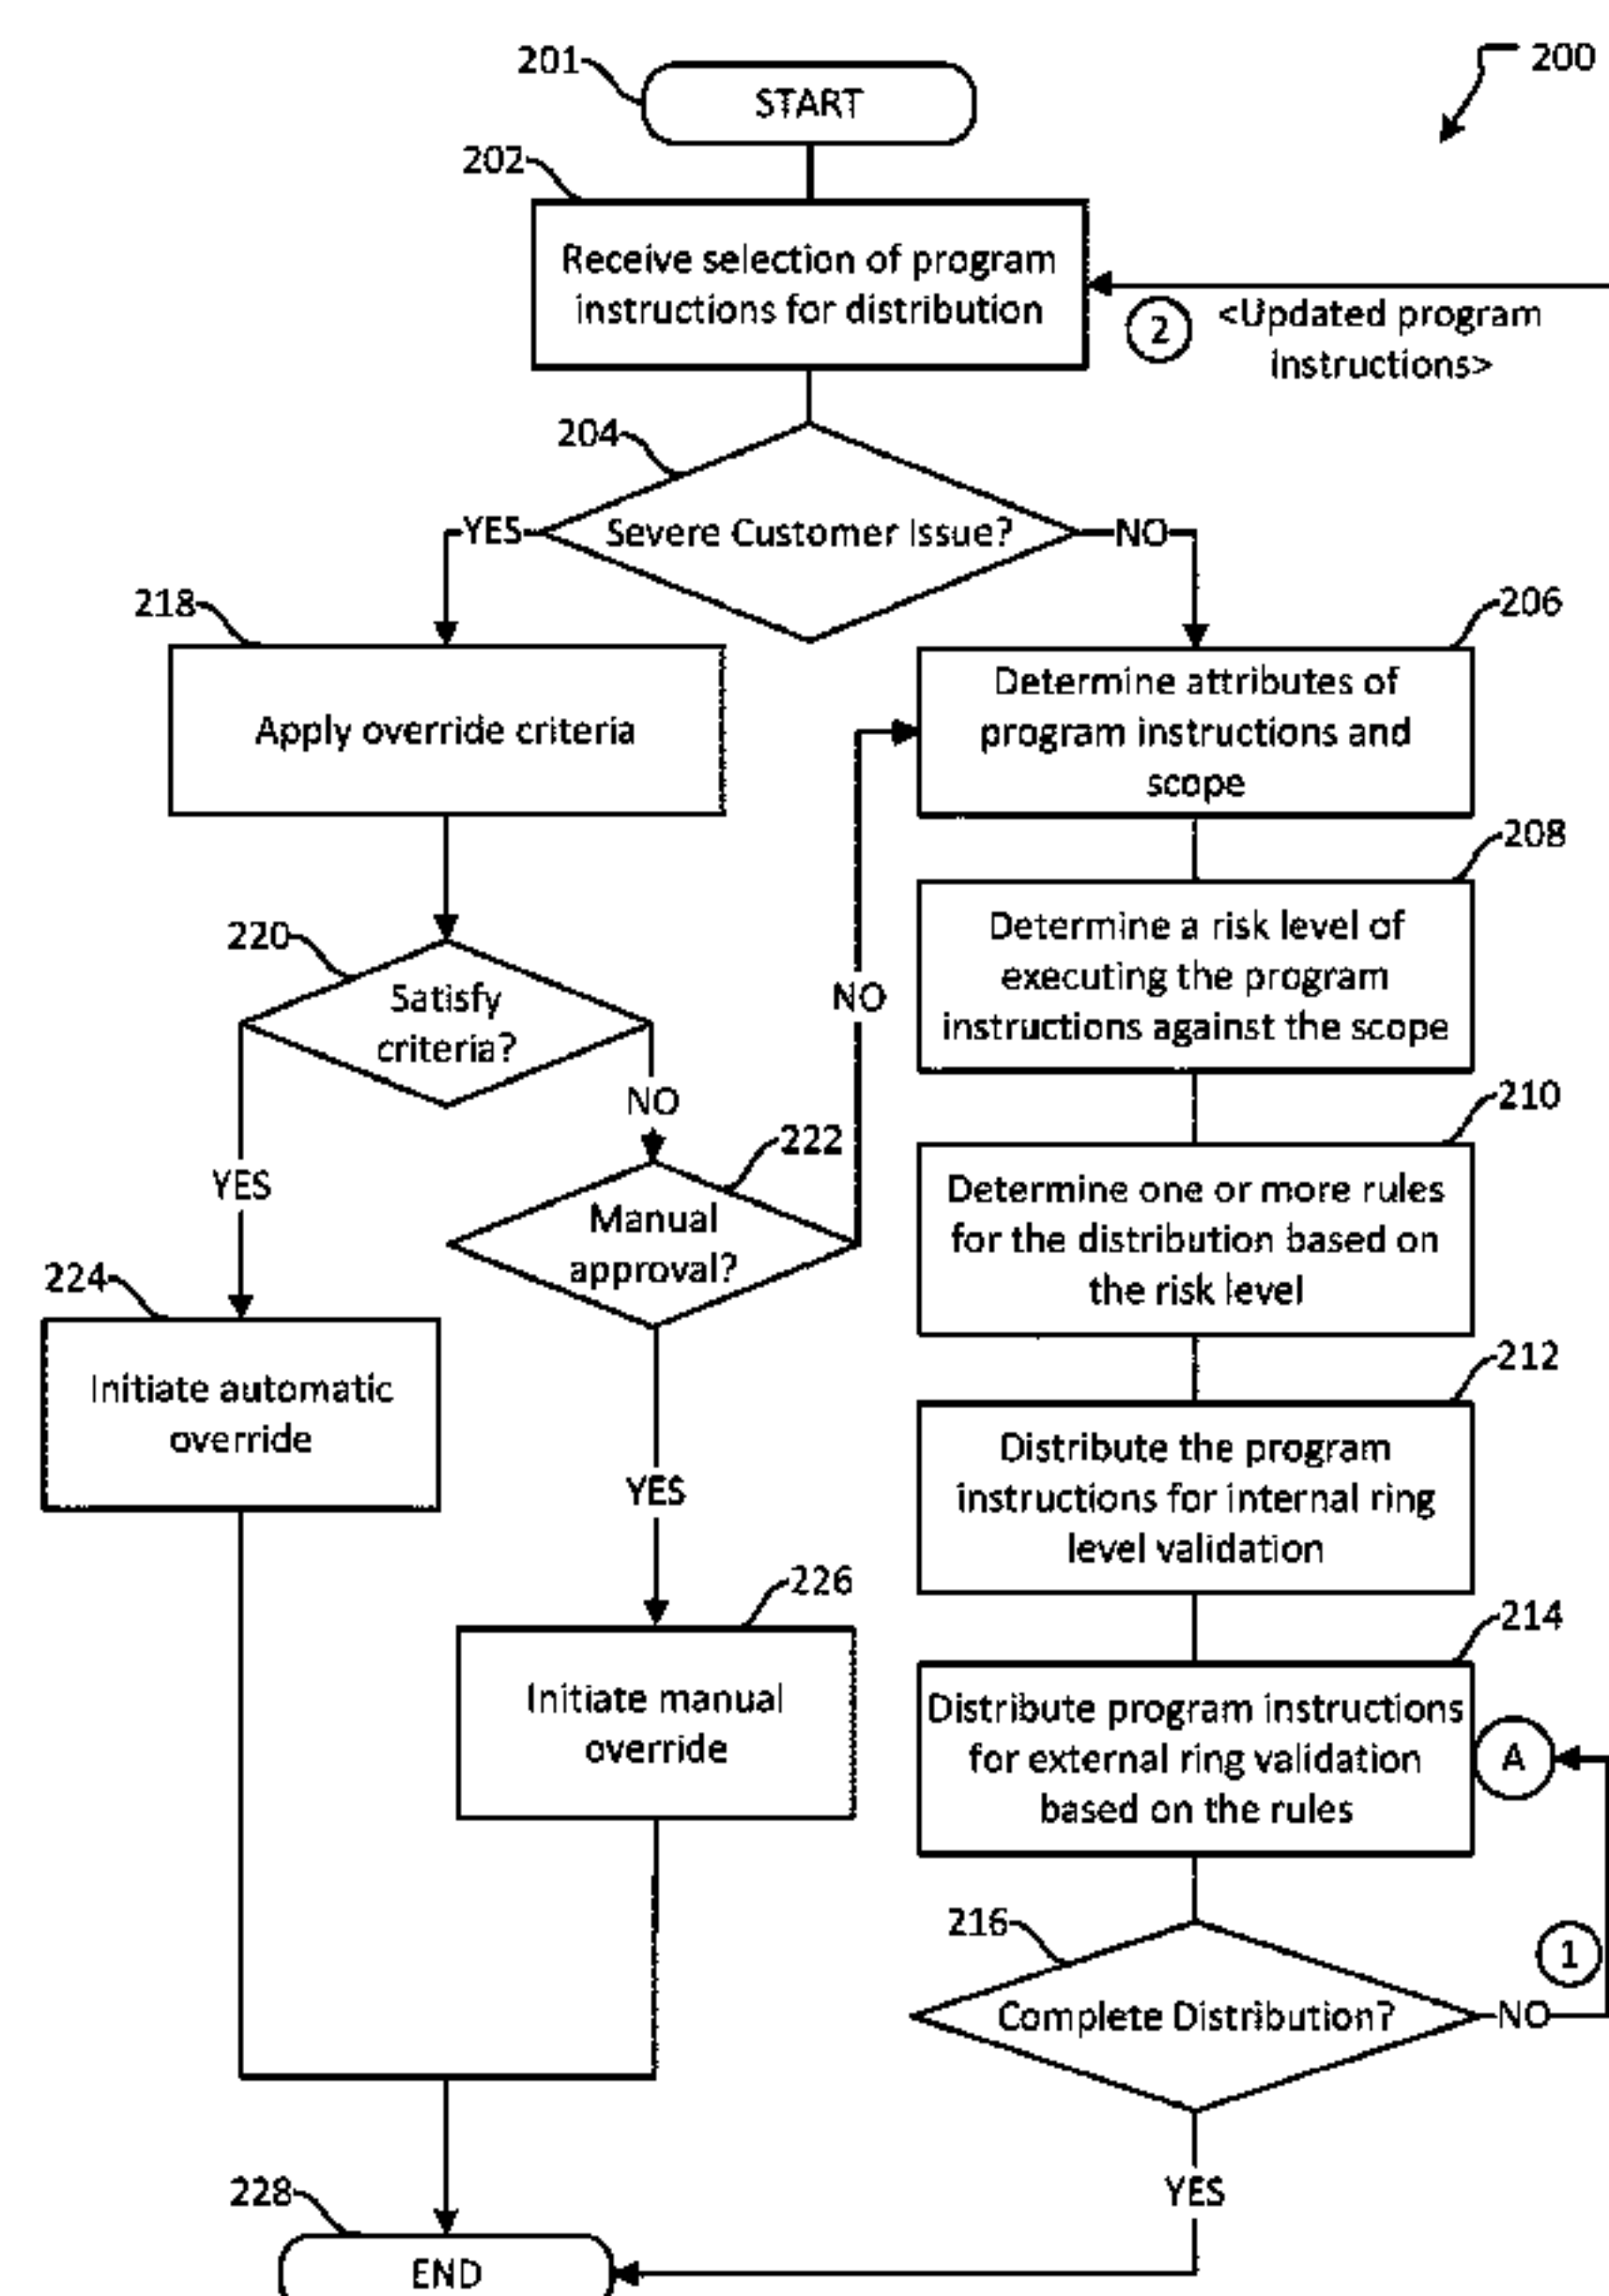 200
201
START
202
Receive selection of program
instructions for distribution
2
<Updated program
instructions>
204
Severe Customer Issue?
YES
NO
218
Apply override criteria
206
Determine attributes of
program instructions and
scope
208
Determine a risk level of
executing the program
instructions against the scope
220
Satisfy
criteria?
NO
NO
YES
222
Manual
approval?
210
Determine one or more rules
for the distribution based on
the risk level
224
Initiate automatic
override
212
Distribute the program
instructions for internal ring
level validation
YES
226
Initiate manual
override
214
Distribute program instructions
for external ring validation
based on the rules
A
216
Complete Distribution?
1
NO
YES
228
END